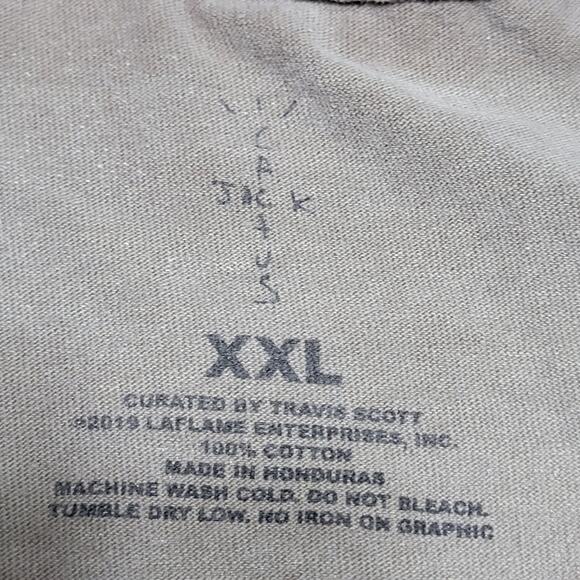 CACTUS
JACK
XXL
CURATED BY TRAVIS SCOTT
©2019 LAFLAME ENTERPRISES, INC.
100% COTTON
MADE IN HONDURAS
MACHINE WASH COLD. DO NOT BLEACH.
TUMBLE DRY LOW. NO IRON ON GRAPHIC